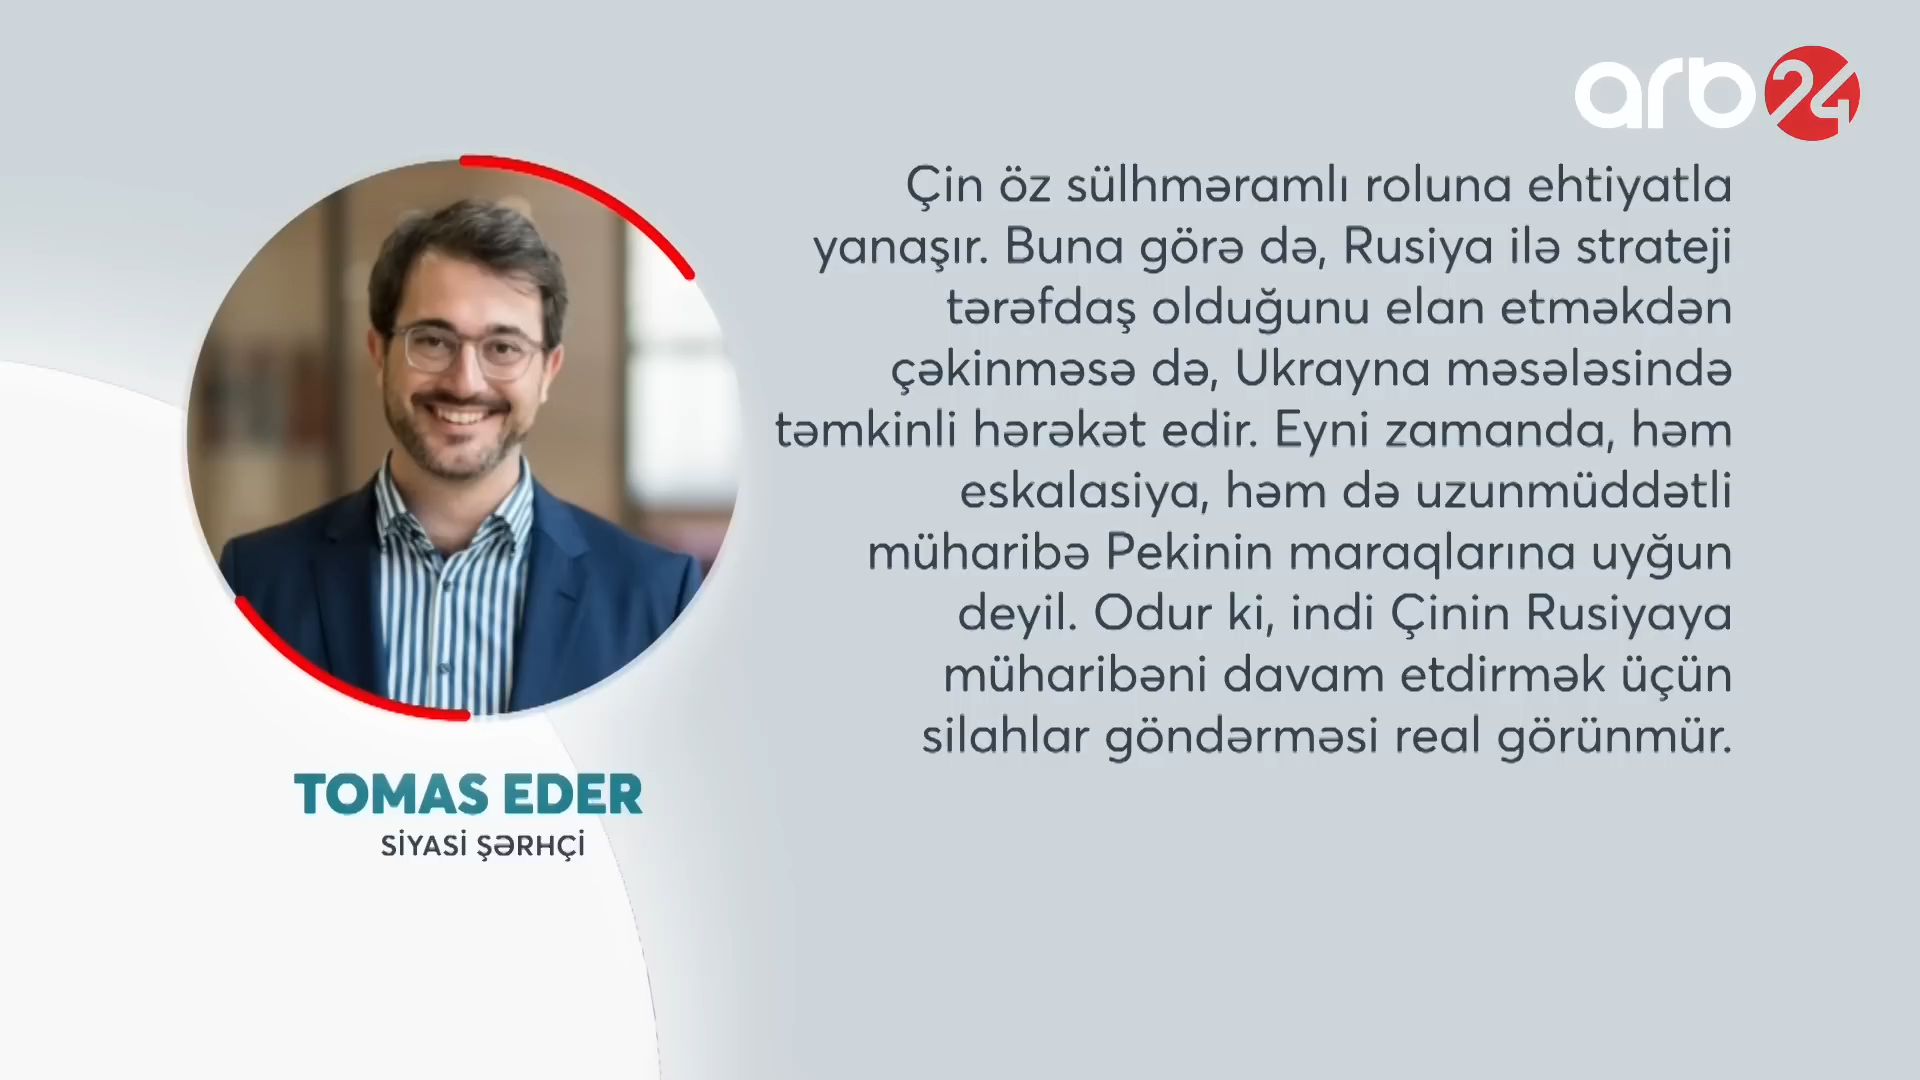 arb24
Çin öz sülhməramlı roluna ehtiyatla
yanaşır. Buna görə də, Rusiya ilə strateji
tərəfdaş olduğunu elan etməkdən
çəkinməsə də, Ukrayna məsələsində
təmkinli hərəkət edir. Eyni zamanda, həm
eskalasiya, həm də uzunmüddətli
müharibə Pekinin maraqlarına uyğun
deyil. Odur ki, indi Çinin Rusiyaya
müharibəni davam etdirmək üçün
silahlar göndərməsi real görünmür.
TOMAS EDER
SİYASİ ŞƏRHÇİ